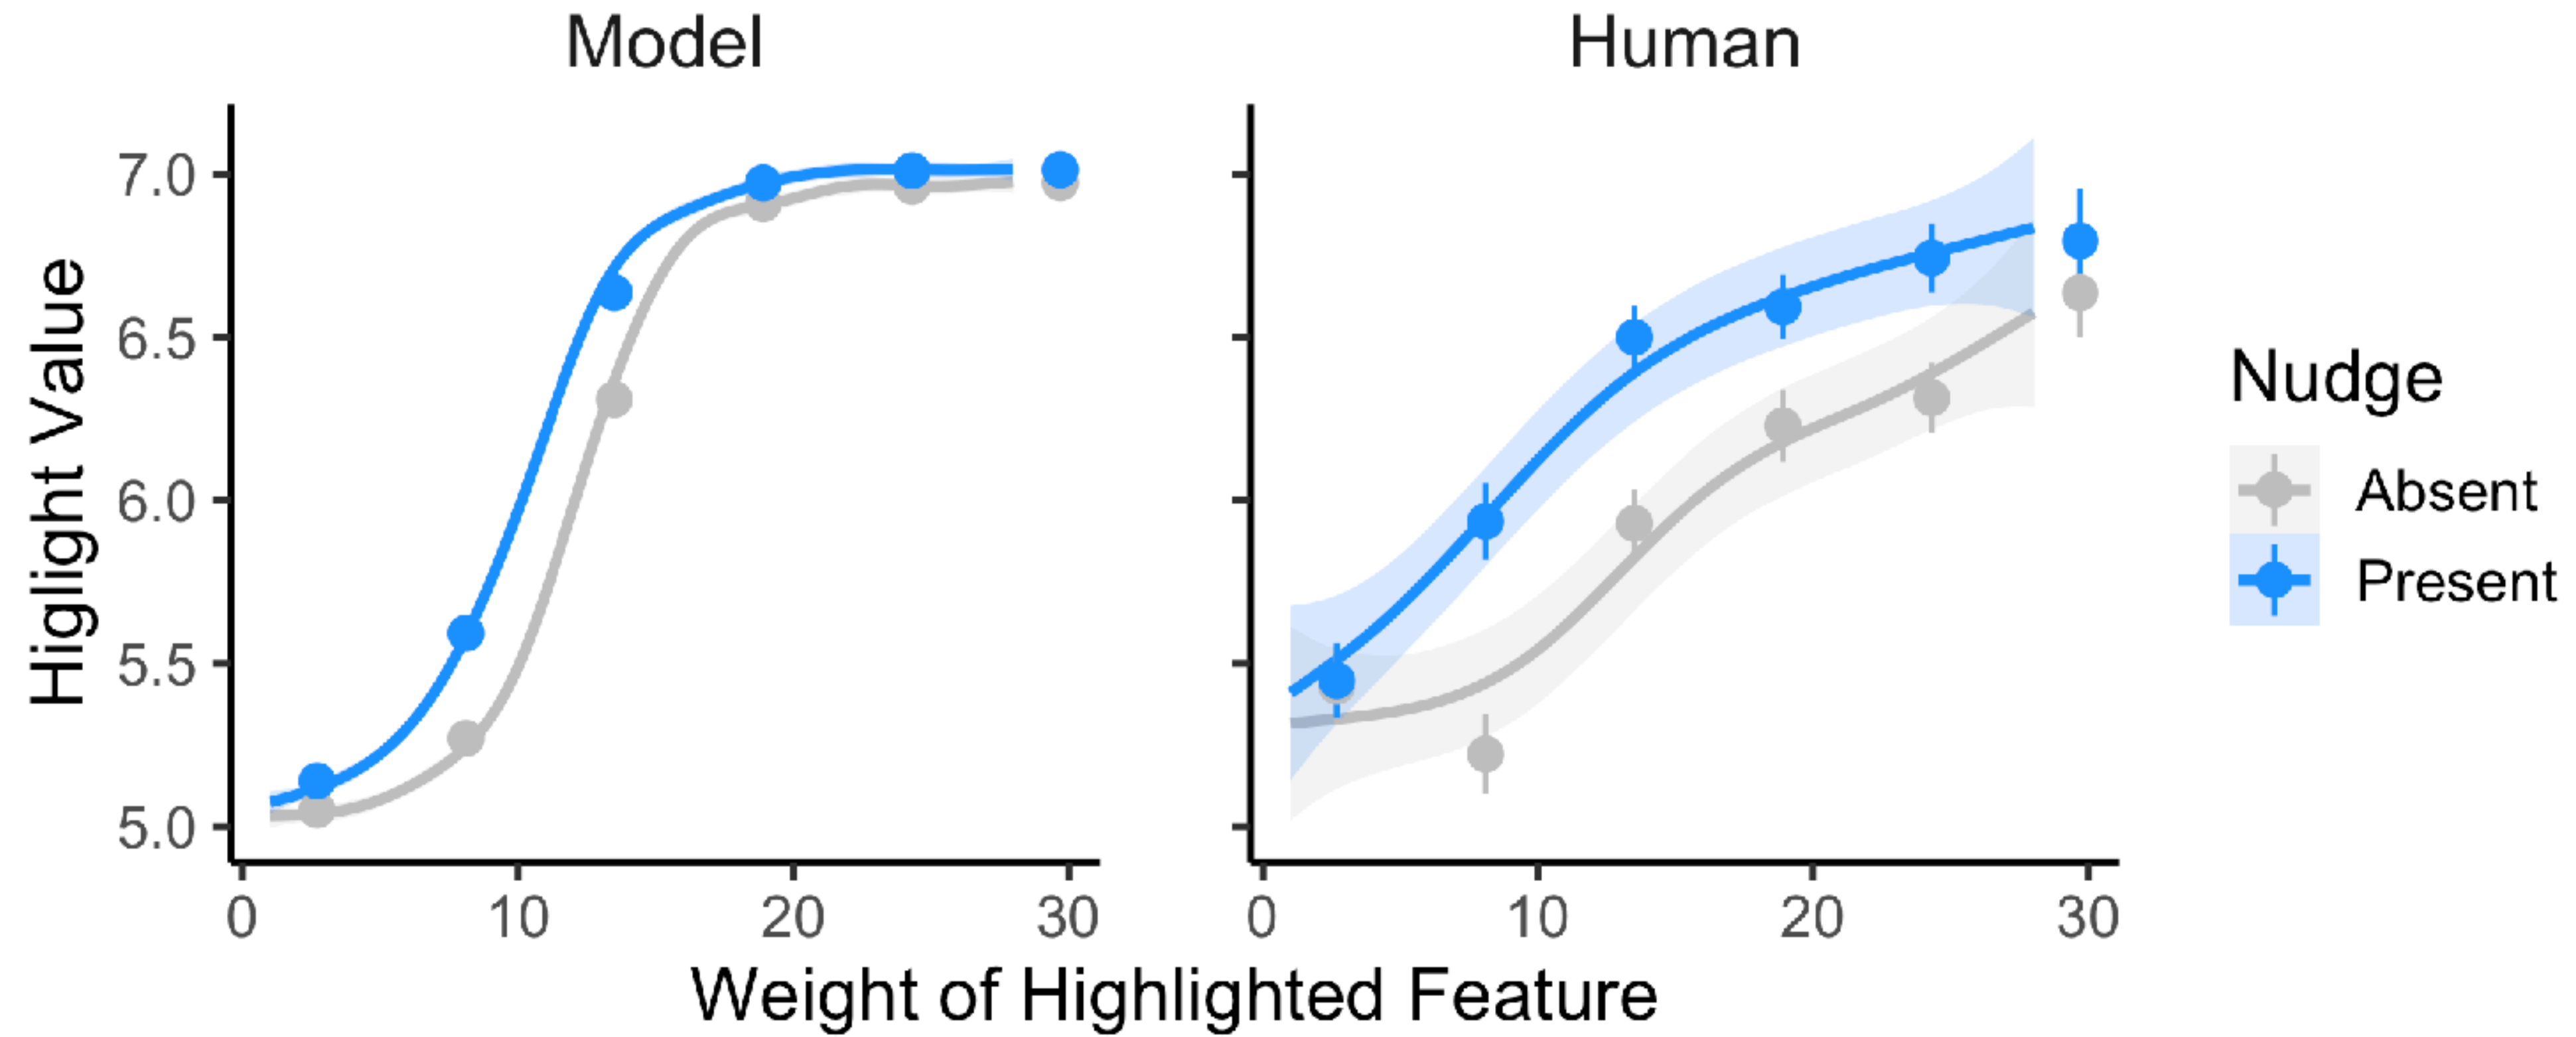 Model
Human
Higlight Value
7.0
6.5
6.0
5.5
5.0
0 10 20 30
0 10 20 30
Weight of Highlighted Feature
Nudge
Absent
Present